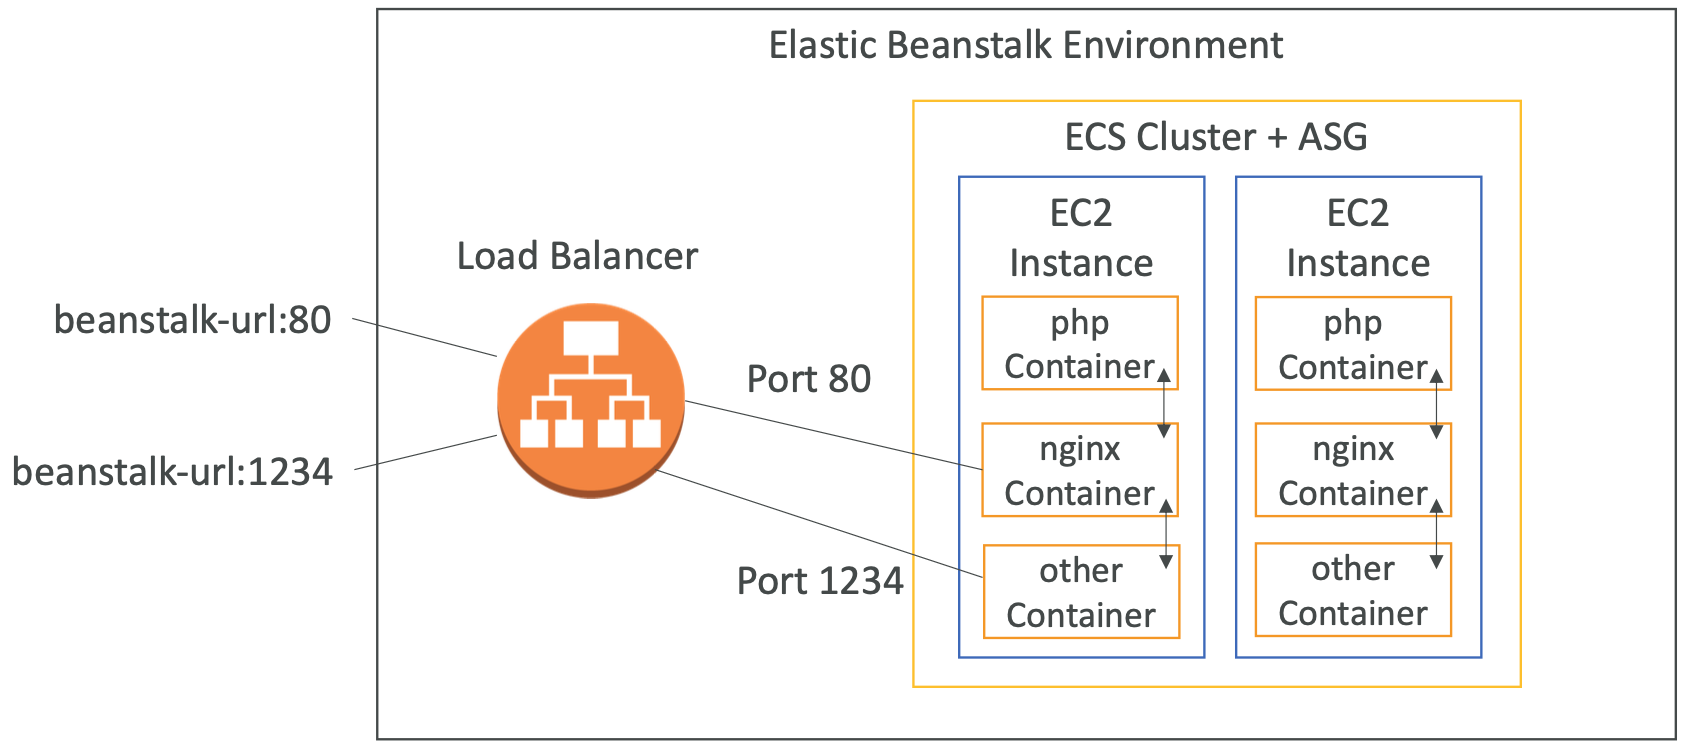 Elastic Beanstalk Environment
ECS Cluster + ASG
Load Balancer
beanstalk-url:80
beanstalk-url:1234
Port 80
Port 1234
EC2
Instance
php
Container
nginx
Container
other
Container
EC2
Instance
php
Container
nginx
Container
other
Container